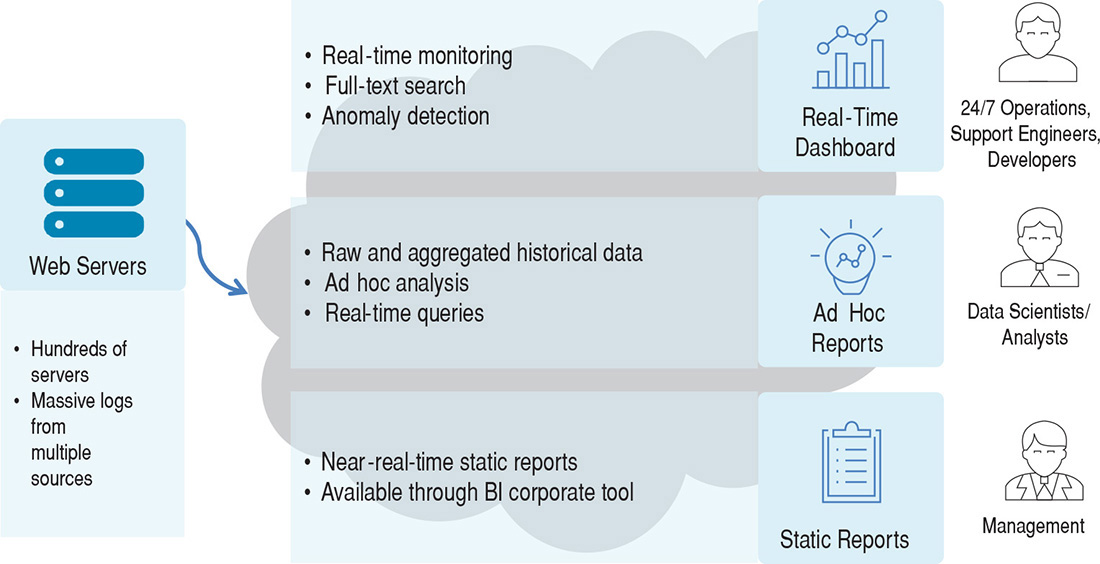 Web Servers
• Hundreds of
servers
• Massive logs
from
multiple
sources
• Real-time monitoring
• Full-text search
• Anomaly detection
Real-Time
Dashboard
24/7 Operations,
Support Engineers,
Developers
• Raw and aggregated historical data
• Ad hoc analysis
• Real-time queries
Ad Hoc
Reports
Data Scientists/
Analysts
• Near-real-time static reports
• Available through BI corporate tool
Static Reports
Management